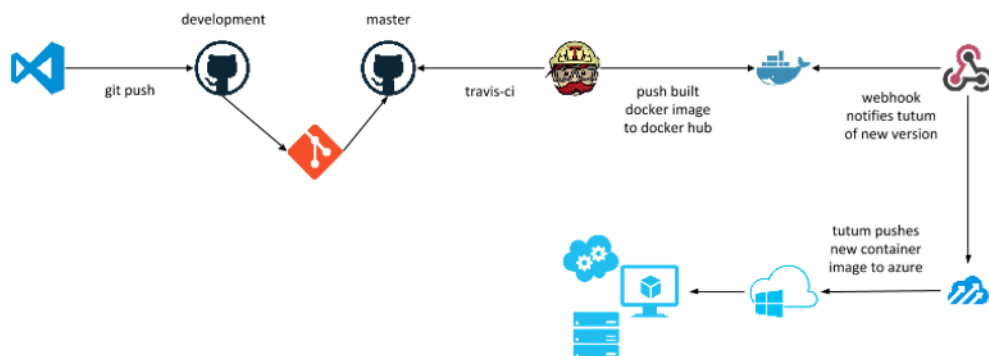 development
master
git push
travis-ci
push built
docker image
to docker hub
webhook
notifies tutum
of new version
tutum pushes
new container
image to azure